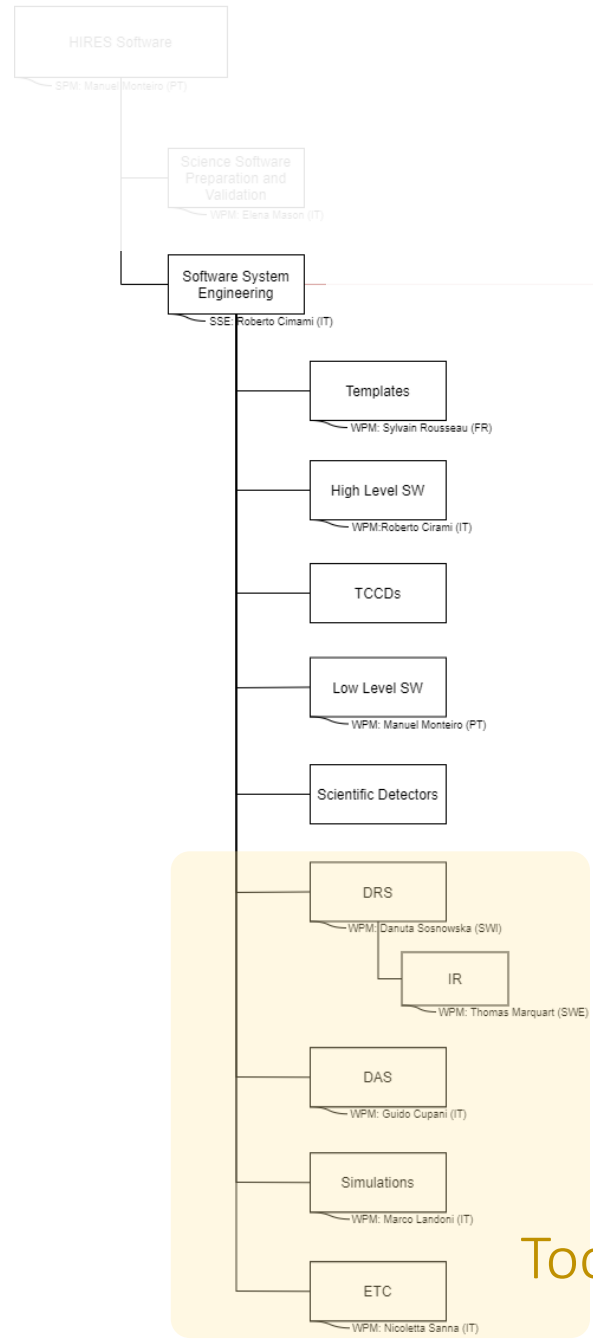 HIRES Software
SPM: Manuel Monteiro (PT)
Science Software
Preparation and
Validation
WPM: Elena Mason (IT)
Software System
Engineering
SSE: Roberto Cimami (IT)
Templates
WPM: Sylvain Rousseau (FR)
High Level SW
WPM:Roberto Cirami (IT)
TCCDs
Low Level SW
WPM: Manuel Monteiro (PT)
Scientific Detectors
DRS
WPM: Danuta Sosnowska (SWI)
IR
WPM: Thomas Marquart (SWE)
DAS
WPM: Guido Cupani (IT)
Simulations
WPM: Marco Landoni (IT)
ETC
WPM: Nicoletta Sanna (IT)